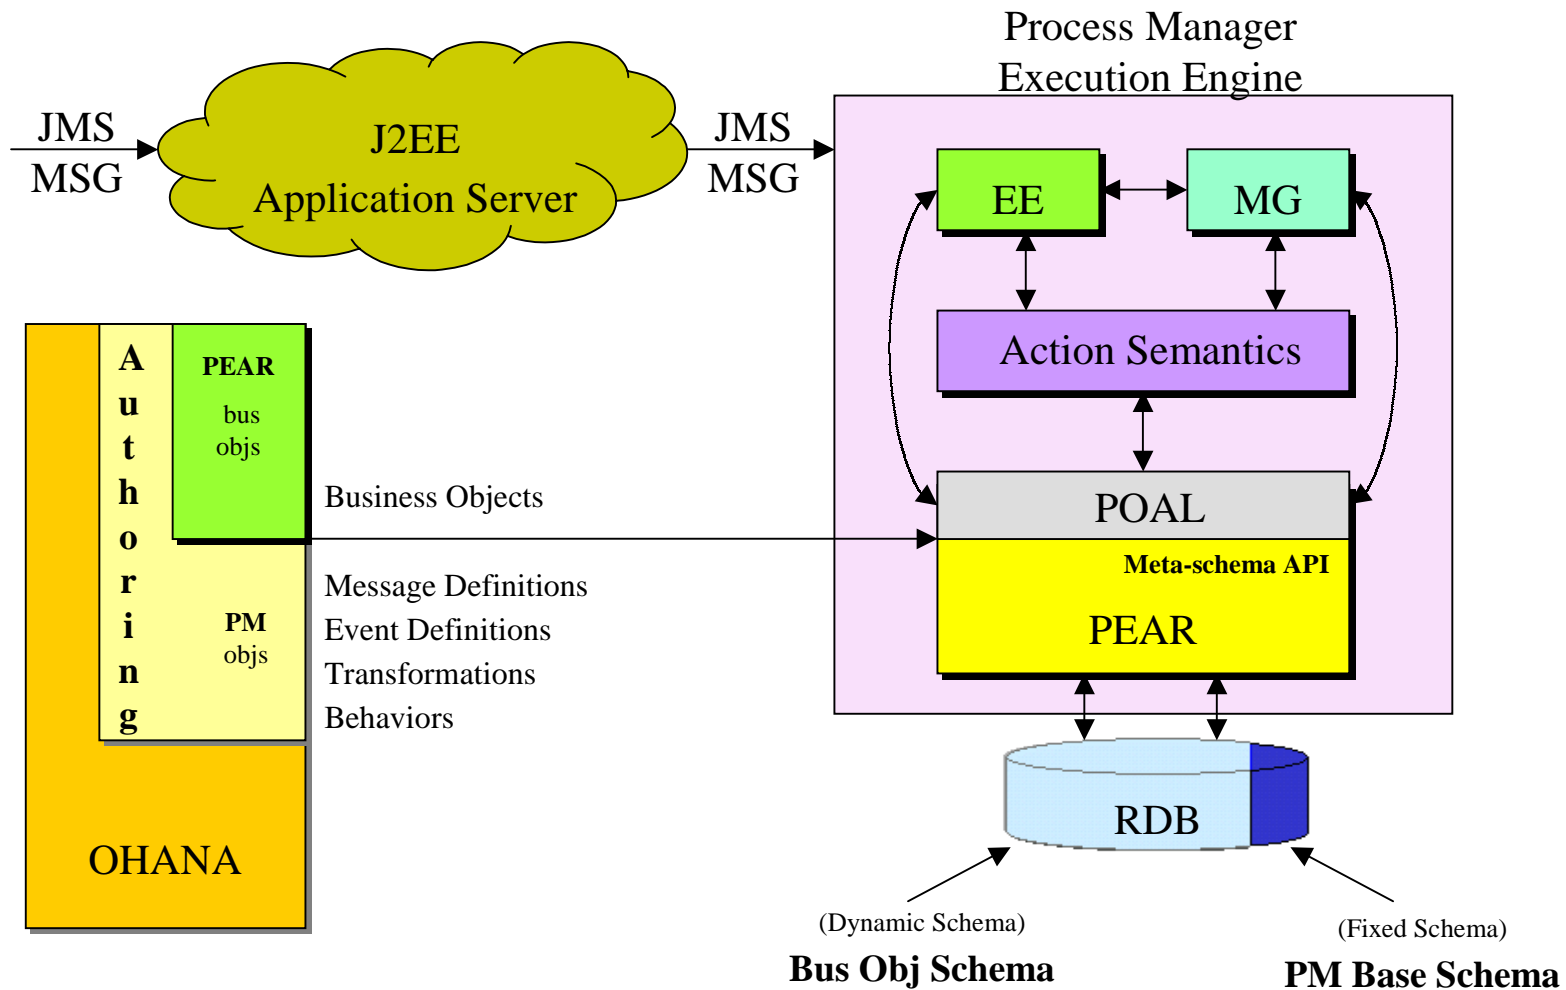 Process Manager
Execution Engine
JMS
MSG
J2EE
Application Server
JMS
MSG
EE
MG
Action Semantics
POAL
Meta-schema API
PEAR
RDB
(Dynamic Schema)
Bus Obj Schema
(Fixed Schema)
PM Base Schema
Authoring
PEAR
bus
objs
PM
objs
OHANA
Business Objects
Message Definitions
Event Definitions
Transformations
Behaviors